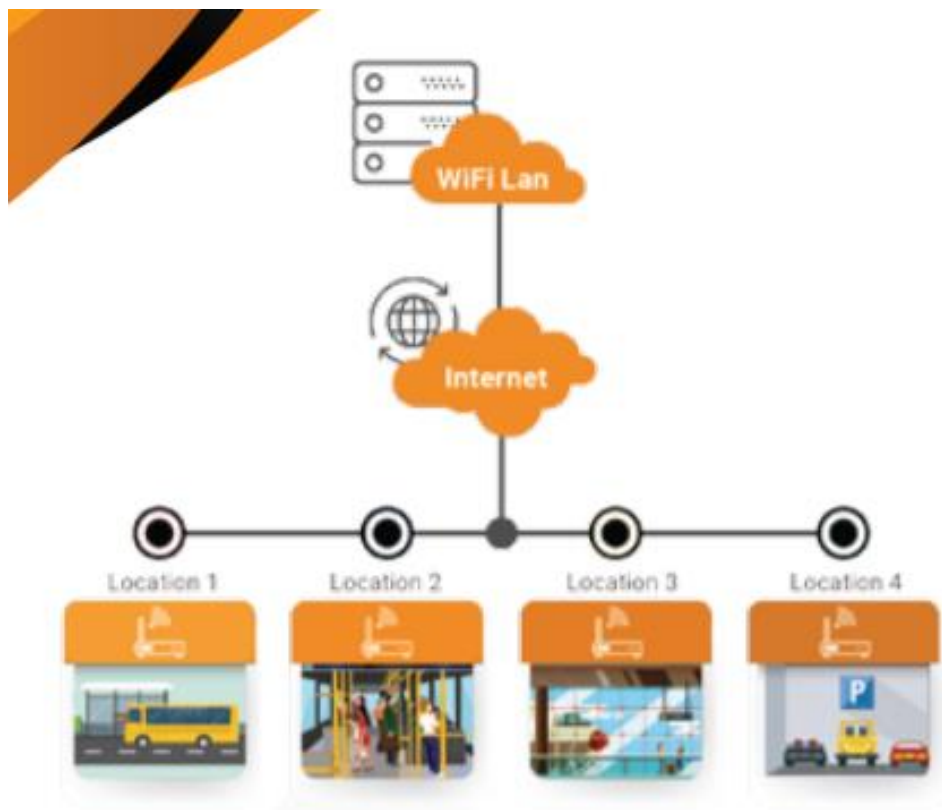 WiFi Lan
Internet
Location 1
Location 2
Location 3
Location 4
P